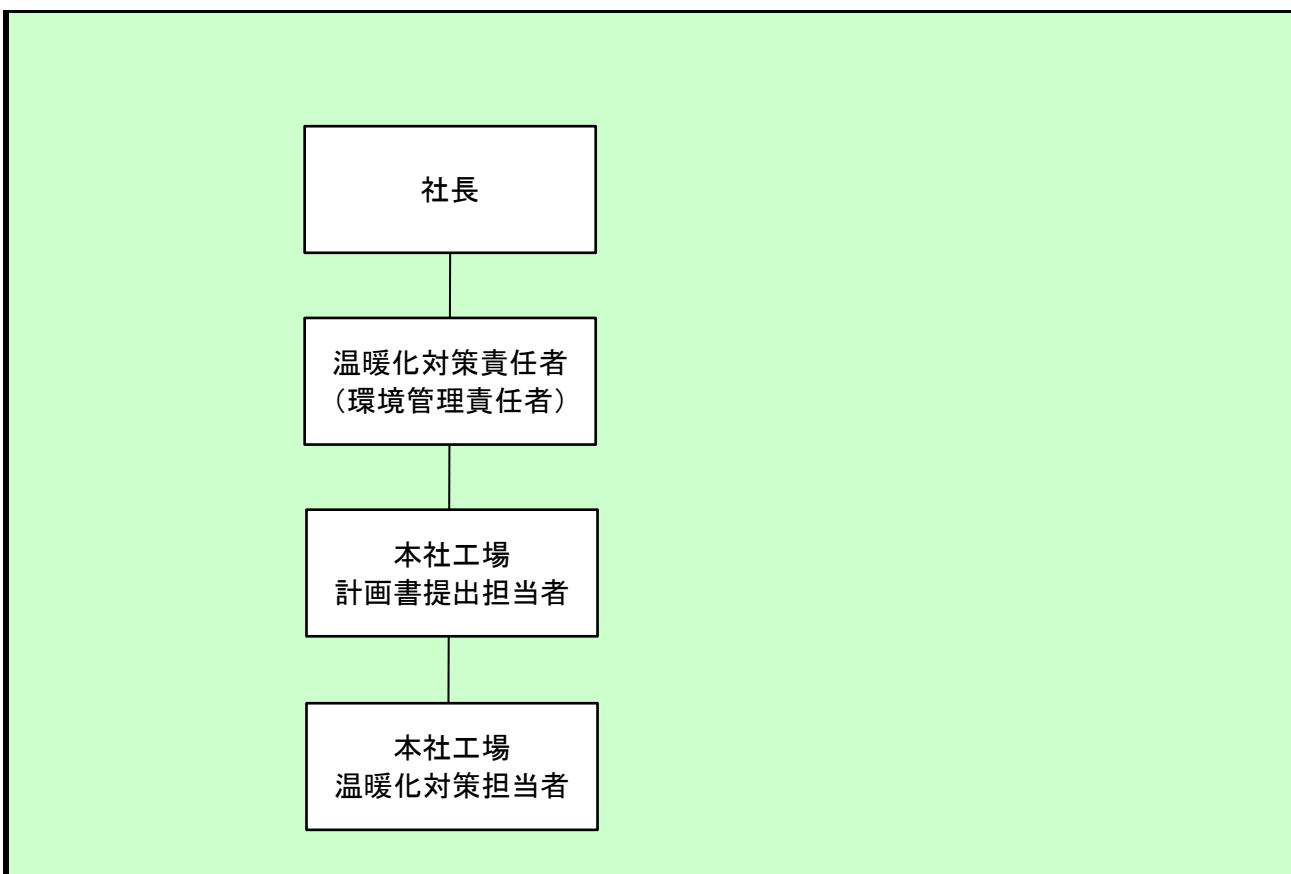 社長
温暖化対策責任者
（環境管理責任者）
本社工場
計画書提出担当者
本社工場
温暖化対策担当者